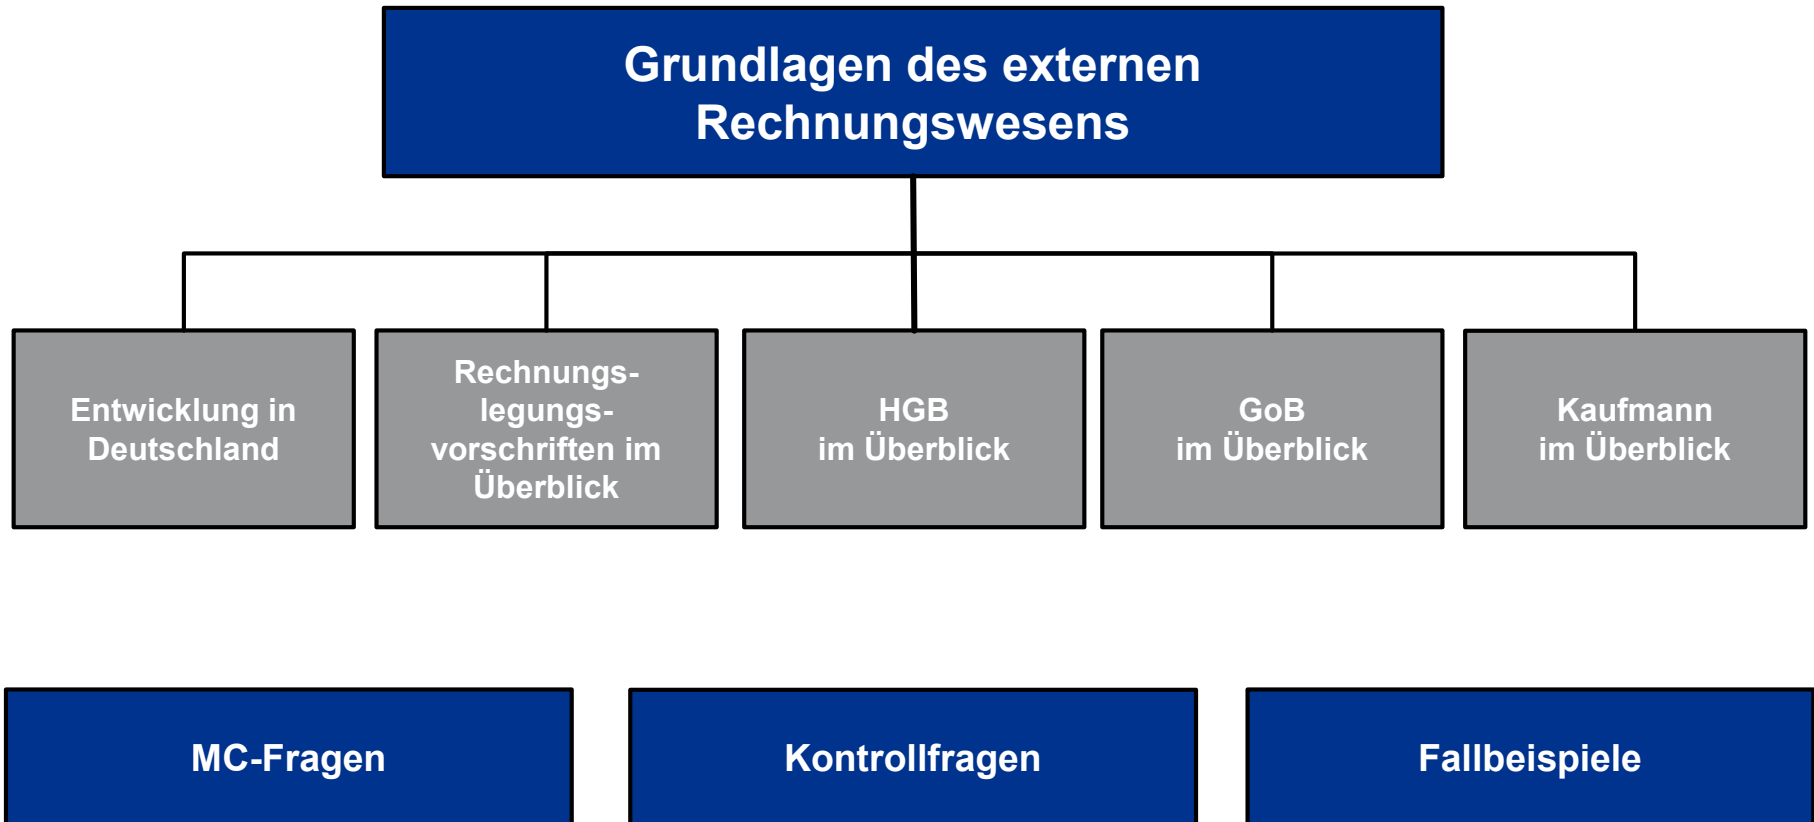 Grundlagen des externen
Rechnungswesens
Entwicklung in
Deutschland
Rechnungs-
legungs-
vorschriften im
Überblick
HGB
im Überblick
GoB
im Überblick
Kaufmann
im Überblick
MC-Fragen
Kontrollfragen
Fallbeispiele